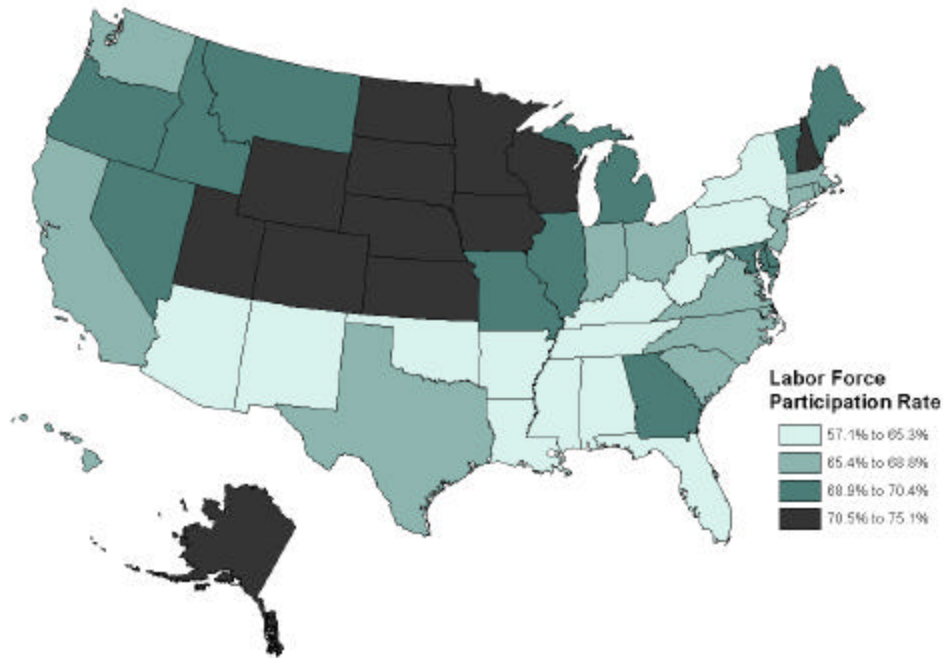 Labor Force
Participation Rate
57.1% to 65.3%
65.4% to 68.8%
68.9% to 70.4%
70.5% to 75.1%